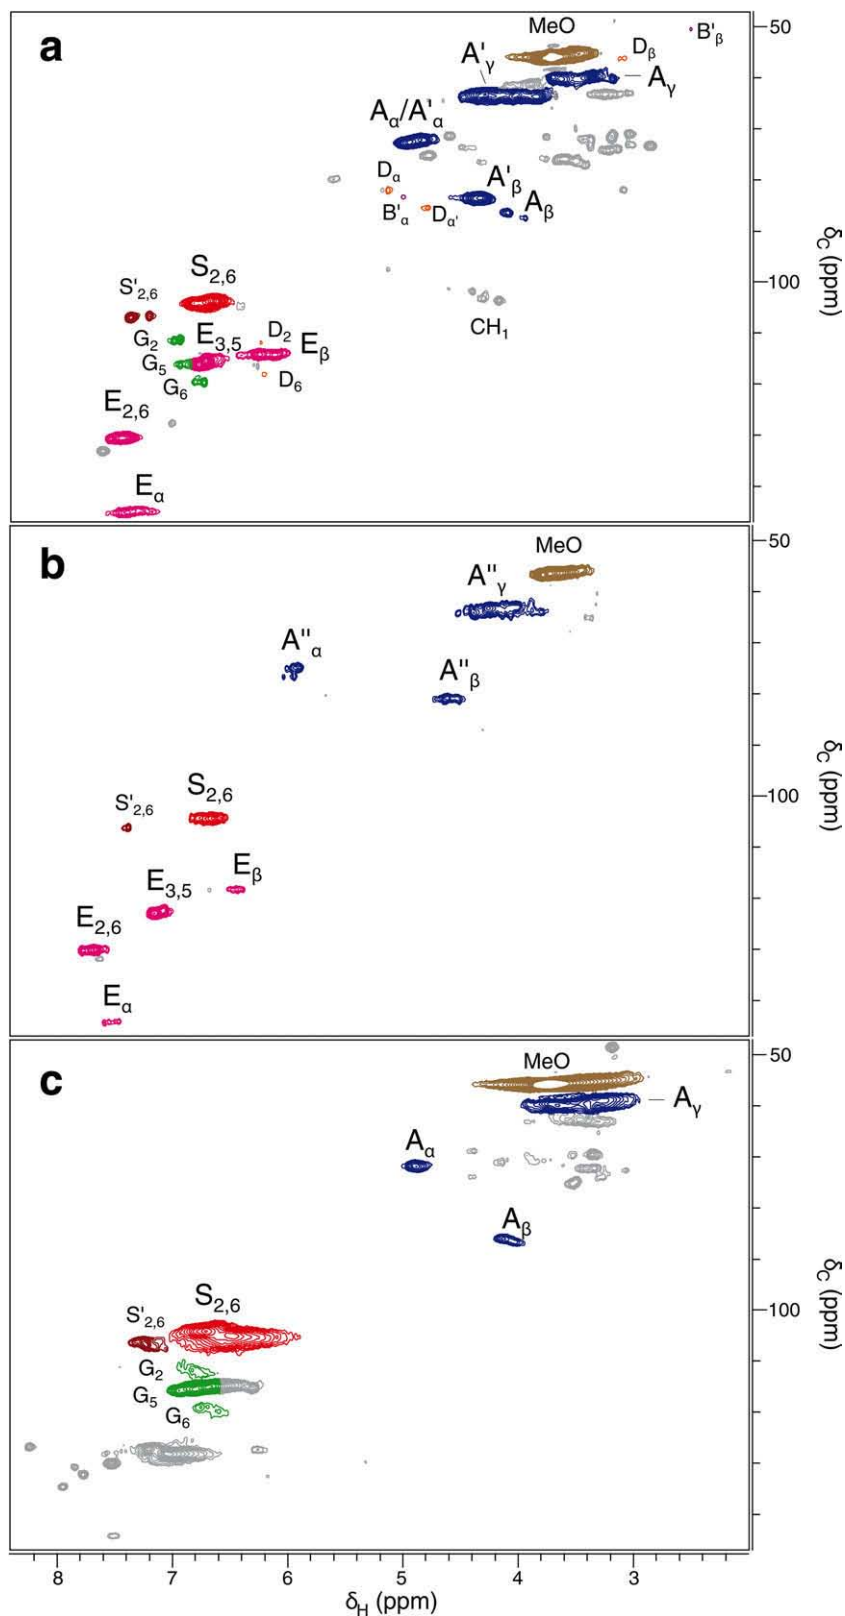 a
MeO
B'β
Dβ
A'γ
Aγ
Aα/A'α
Dα
A'β
Aβ
B'α
Dα'
δC (ppm)
50
100
S2,6
S'2,6
CH1
G2
E3,5
D2
Eβ
G5
G6
D6
E2,6
Eα
b
MeO
50
A''γ
A''α
A''β
δC (ppm)
100
S2,6
S'2,6
Eβ
E3,5
E2,6
Eα
c
MeO
50
Aγ
Aα
Aβ
δC (ppm)
100
S2,6
S'2,6
G2
G5
G6
8 7 6 5 4 3
δH (ppm)